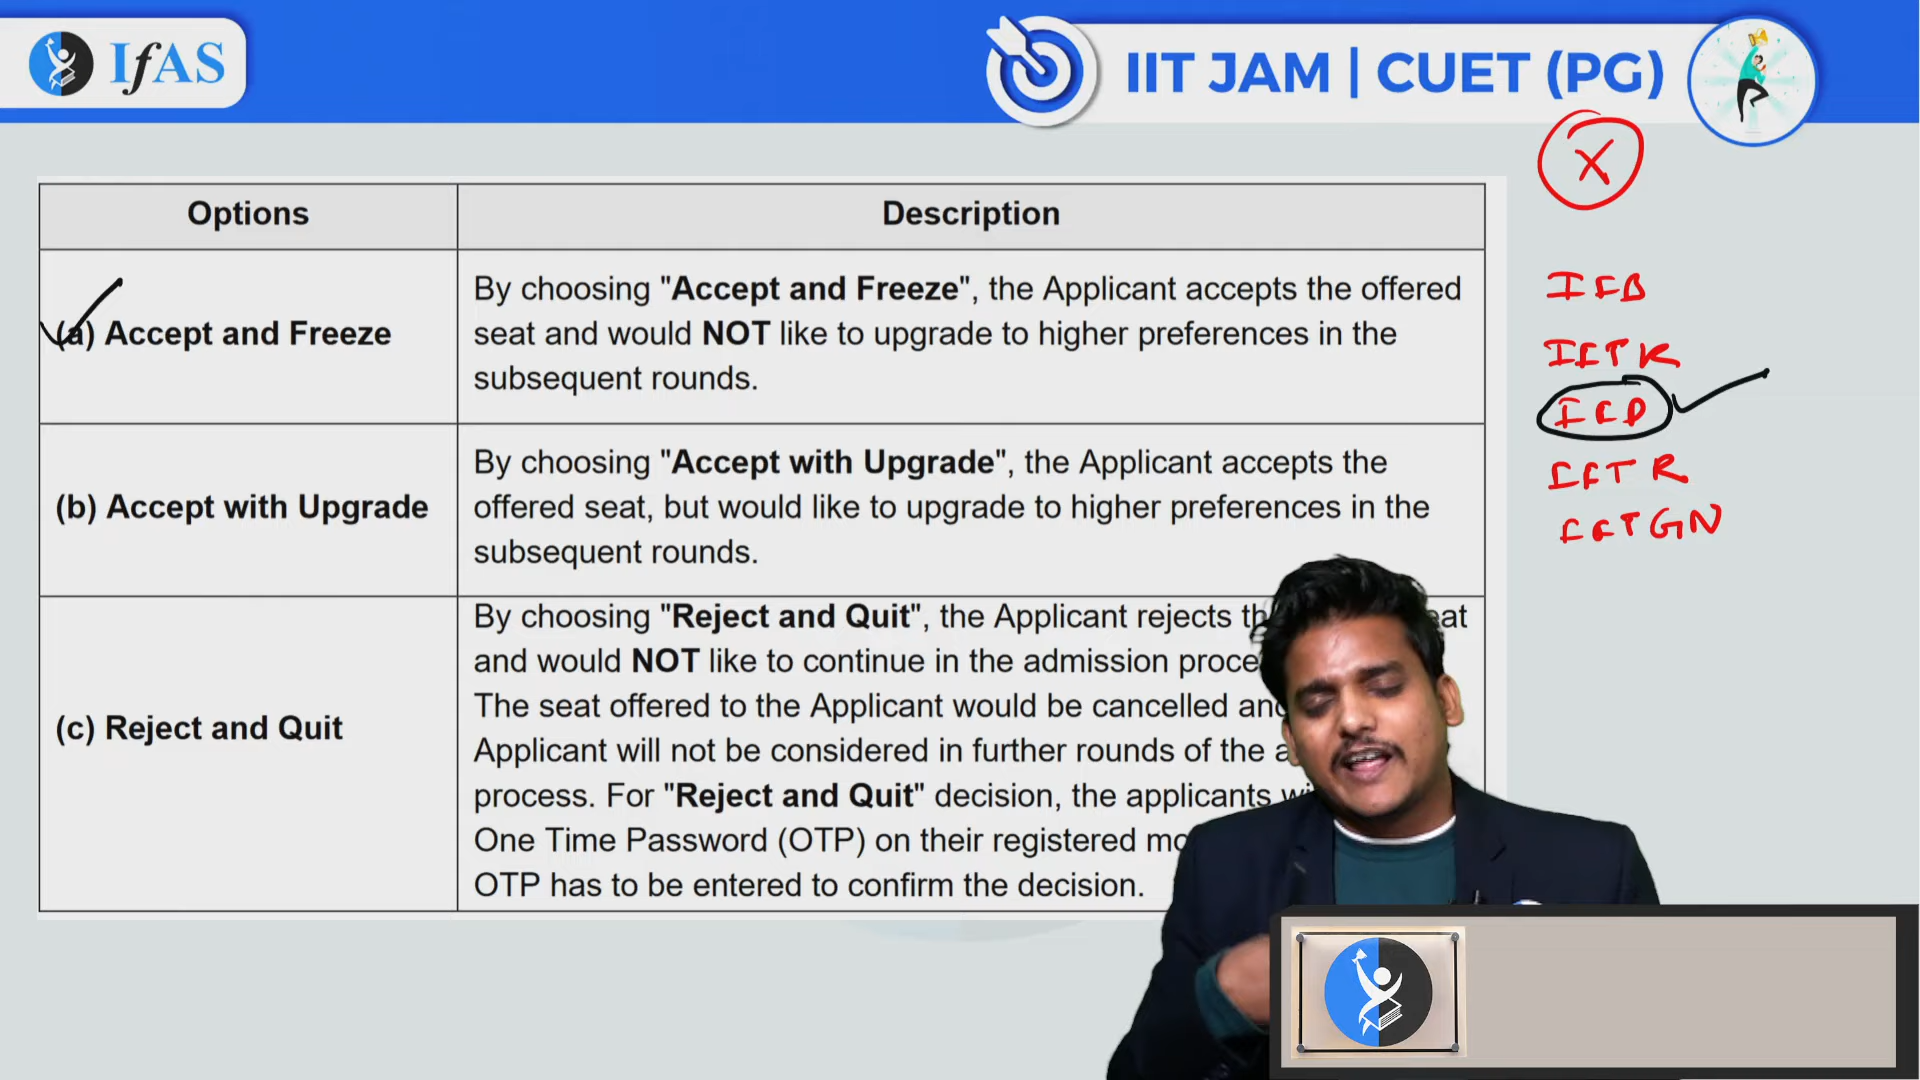 IfAS
IIT JAM | CUET (PG)
X
Options
Description
(a) Accept and Freeze
By choosing "Accept and Freeze", the Applicant accepts the offered
seat and would NOT like to upgrade to higher preferences in the
subsequent rounds.
(b) Accept with Upgrade
By choosing "Accept with Upgrade", the Applicant accepts the
offered seat, but would like to upgrade to higher preferences in the
subsequent rounds.
(c) Reject and Quit
By choosing "Reject and Quit", the Applicant rejects
and would NOT like to continue in the admission
The seat offered to the Applicant would be cancelled
Applicant will not be considered in further rounds of the
process. For "Reject and Quit" decision, the applicants
One Time Password (OTP) on their registered
OTP has to be entered to confirm the decision.